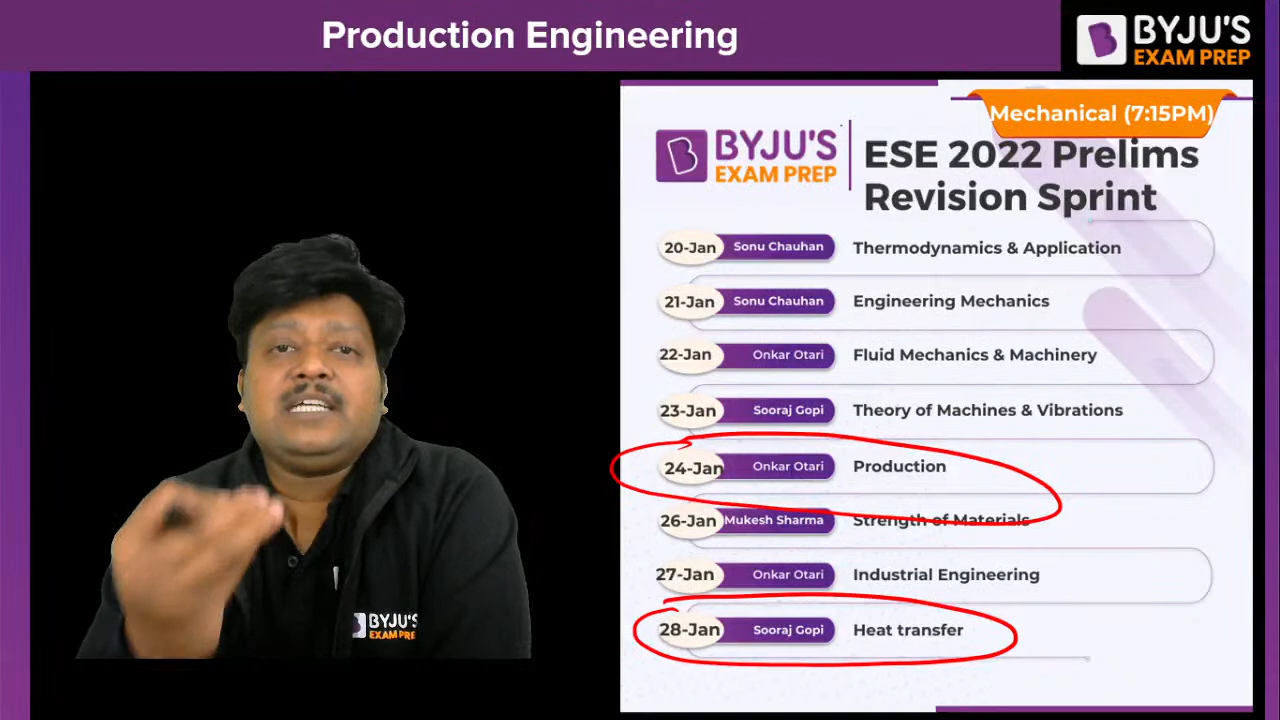 Production Engineering
BYJU'S
EXAM PREP
Mechanical (7:15PM)
BYJU'S
EXAM PREP
ESE 2022 Prelims
Revision Sprint
20-Jan Sonu Chauhan Thermodynamics & Application
21-Jan Sonu Chauhan Engineering Mechanics
22-Jan Onkar Otari Fluid Mechanics & Machinery
23-Jan Sooraj Gopi Theory of Machines & Vibrations
24-Jan Onkar Otari Production
26-Jan Mukesh Sharma Strength of Materials
27-Jan Onkar Otari Industrial Engineering
28-Jan Sooraj Gopi Heat transfer
BYJU'S
EXAM PREP